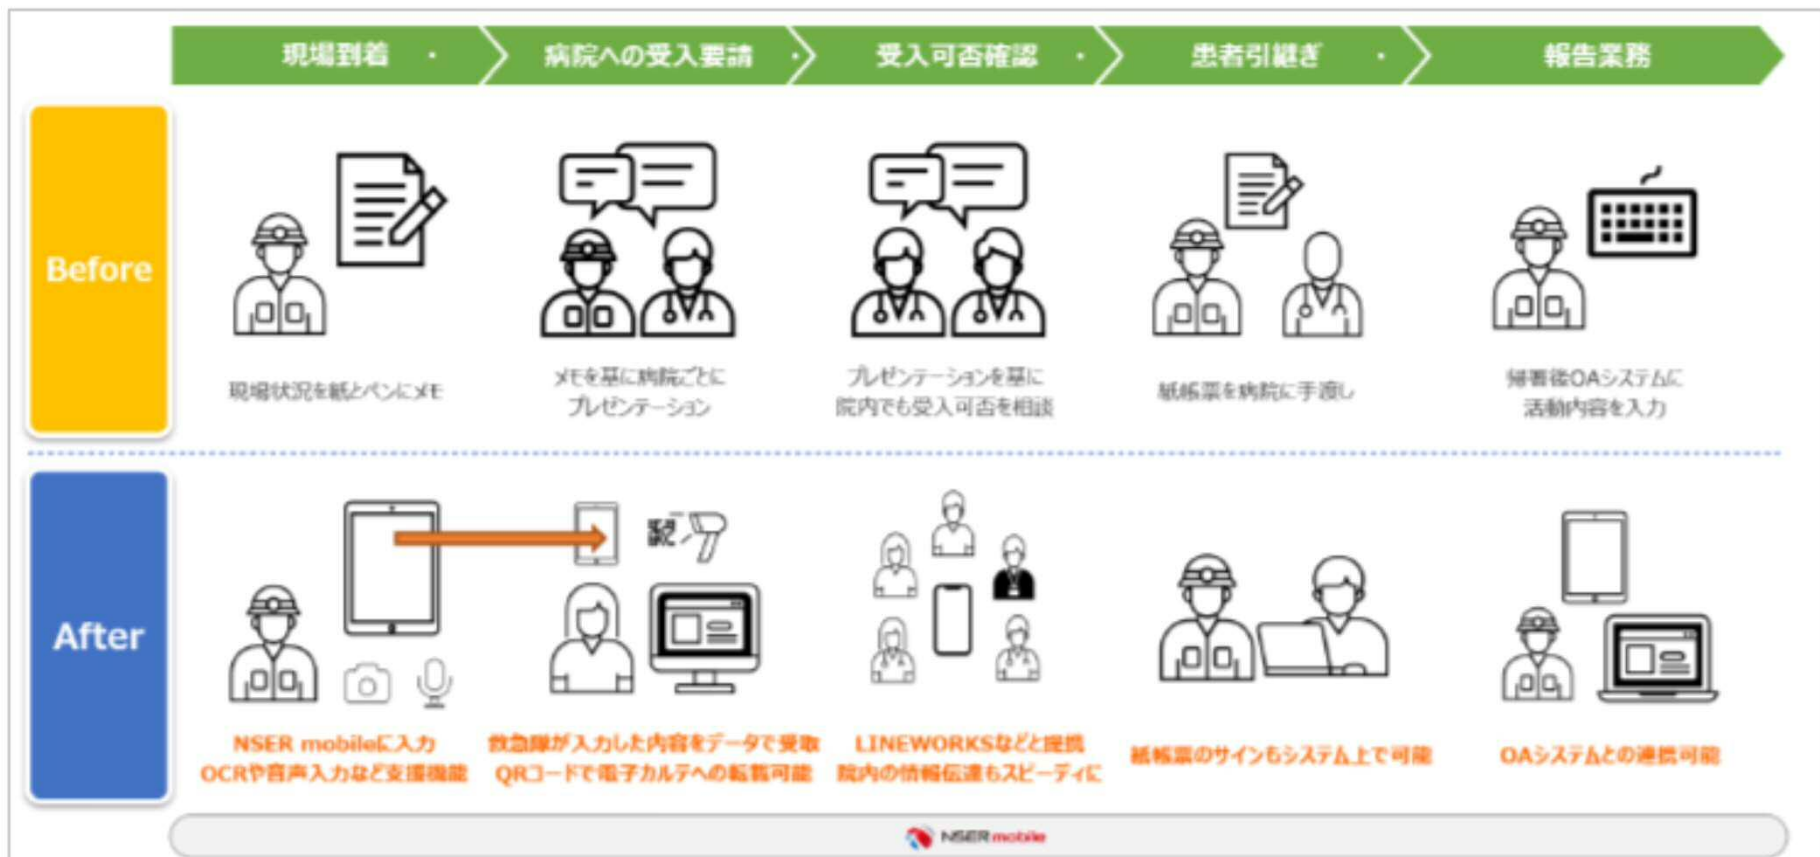 現場到着
病院への受入要請
受入可否確認
患者引継ぎ
報告業務
Before
現場状況を紙とペンにメモ
メモを基に病院ごとに
プレゼンテーション
プレゼンテーションを基に
院内でも受入可否を相談
紙帳票を病院に手渡し
帰署後OAシステムに
活動内容を入力
After
NSER mobileに入力
OCRや音声入力など支援機能
救急隊が入力した内容をデータで受取
QRコードで電子カルテへの転載可能
LINEWORKSなどと提携
院内の情報伝達もスピーディに
紙帳票のサインもシステム上で可能
OAシステムとの連携可能
NSER mobile